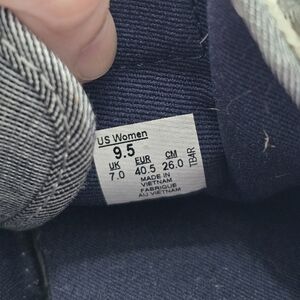 US Women
9.5
UK EUR CM
7.0 40.5 26.0
MADE IN
VIETNAM
FABRIQUE
AU VIETNAM
TB4R